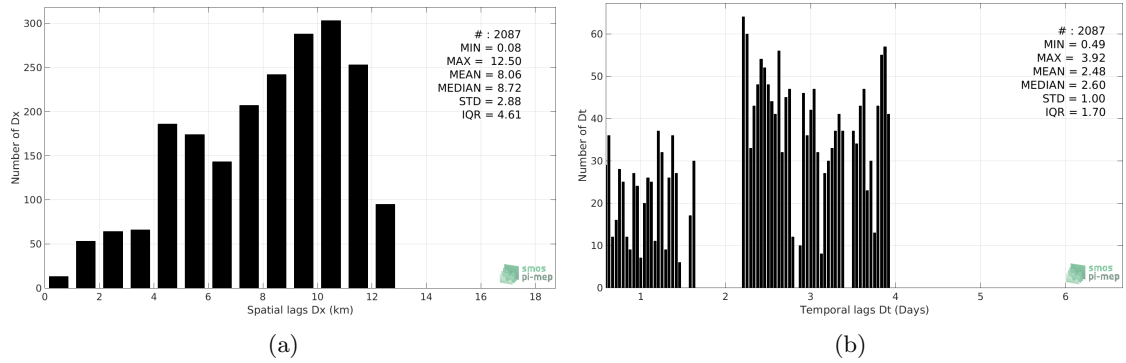 300
250
200
150
100
50
0
Number of Dx
# : 2087
MIN = 0.08
MAX = 12.50
MEAN = 8.06
MEDIAN = 8.72
STD = 2.88
IQR = 4.61
smos
pi-mep
0 2 4 6 8 10 12 14 16 18
Spatial lags Dx (km)
(a)
60
50
40
30
20
10
0
Number of Dt
# : 2087
MIN = 0.49
MAX = 3.92
MEAN = 2.48
MEDIAN = 2.60
STD = 1.00
IQR = 1.70
smos
pi-mep
1 2 3 4 5 6
Temporal lags Dt (Days)
(b)